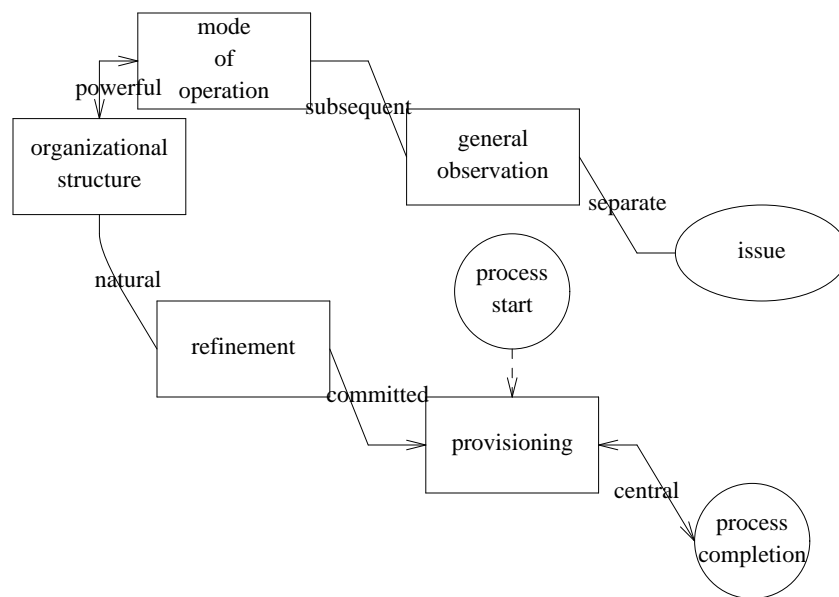 mode
of
operation
powerful
subsequent
organizational
structure
general
observation
separate
process
start
issue
natural
refinement
committed
provisioning
central
process
completion